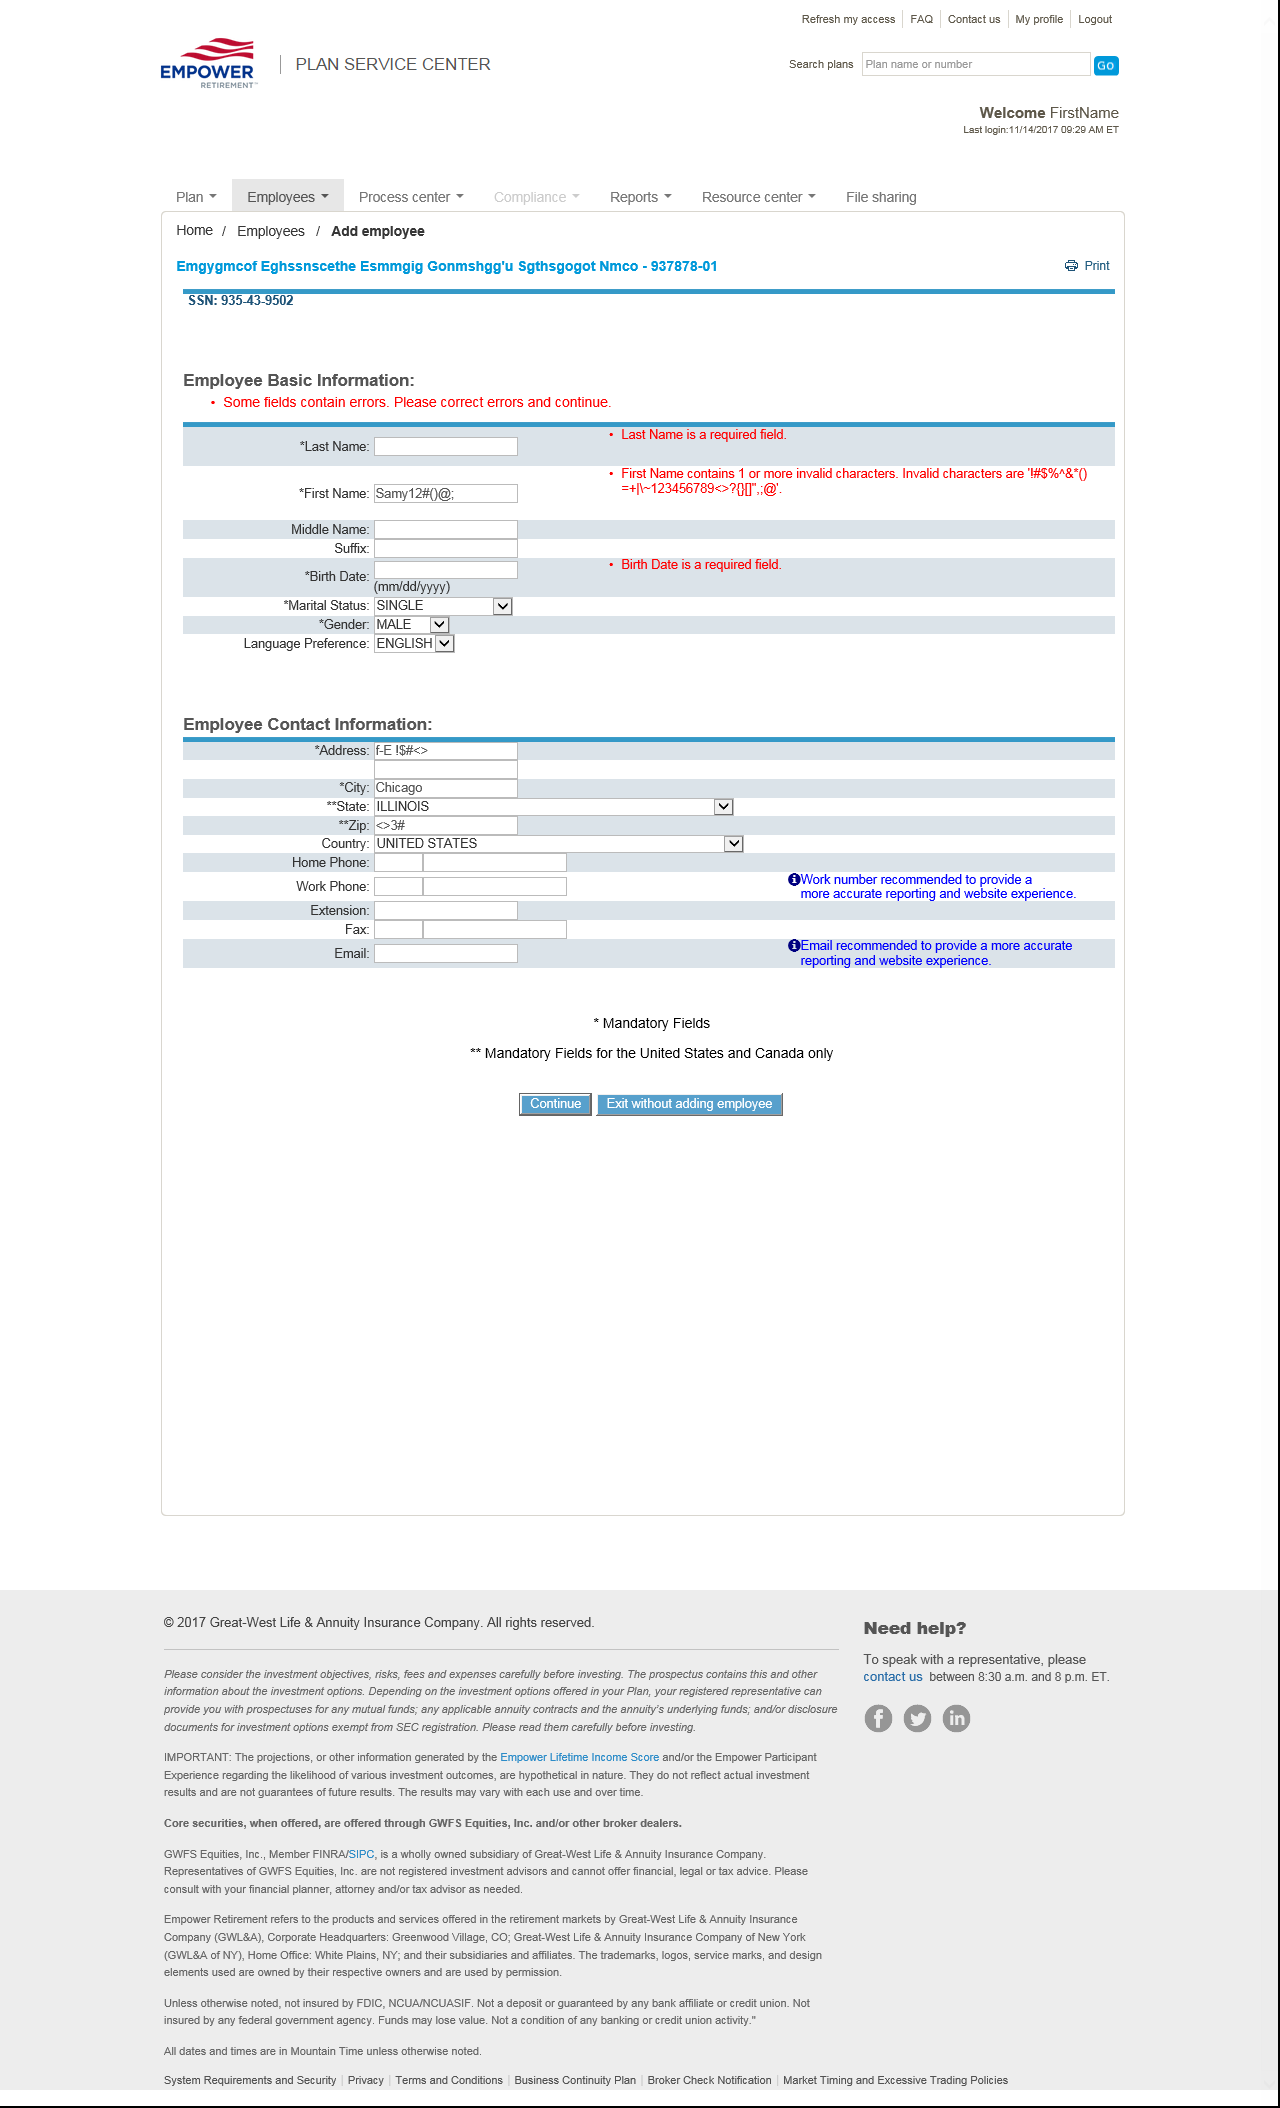 Refresh my access | FAQ | Contact us | My profile | Logout
EMPOWER
RETIREMENT™
PLAN SERVICE CENTER
Search plans Plan name or number GO
Welcome FirstName
Last login:11/14/2017 09:29 AM ET
Plan Employees Process center Compliance Reports Resource center File sharing
Home / Employees / Add employee
Emgygmcof Eghssnscethe Esmmgig Gonmshgg'u Sgthsgogot Nmco - 937878-01 Print
SSN: 935-43-9502
Employee Basic Information:
• Some fields contain errors. Please correct errors and continue.
*Last Name: • Last Name is a required field.
*First Name: Samy12#()@; • First Name contains 1 or more invalid characters. Invalid characters are '!#$%^&*()
=+|\~123456789<>?{}[]",;@'.
Middle Name:
Suffix:
*Birth Date: • Birth Date is a required field.
(mm/dd/yyyy)
*Marital Status: SINGLE
*Gender: MALE
Language Preference: ENGLISH
Employee Contact Information:
*Address: f-E !$#<>
*City: Chicago
**State: ILLINOIS
**Zip: <>3#
Country: UNITED STATES
Home Phone:
Work Phone: Work number recommended to provide a
more accurate reporting and website experience.
Extension:
Fax:
Email: Email recommended to provide a more accurate
reporting and website experience.
* Mandatory Fields
** Mandatory Fields for the United States and Canada only
Continue Exit without adding employee
© 2017 Great-West Life & Annuity Insurance Company. All rights reserved.
Please consider the investment objectives, risks, fees and expenses carefully before investing. The prospectus contains this and other
information about the investment options. Depending on the investment options offered in your Plan, your registered representative can
provide you with prospectuses for any mutual funds; any applicable annuity contracts and the annuity's underlying funds; and/or disclosure
documents for investment options exempt from SEC registration. Please read them carefully before investing.
IMPORTANT: The projections, or other information generated by the Empower Lifetime Income Score and/or the Empower Participant
Experience regarding the likelihood of various investment outcomes, are hypothetical in nature. They do not reflect actual investment
results and are not guarantees of future results. The results may vary with each use and over time.
Core securities, when offered, are offered through GWFS Equities, Inc. and/or other broker dealers.
GWFS Equities, Inc., Member FINRA/SIPC, is a wholly owned subsidiary of Great-West Life & Annuity Insurance Company.
Representatives of GWFS Equities, Inc. are not registered investment advisors and cannot offer financial, legal or tax advice. Please
consult with your financial planner, attorney and/or tax advisor as needed.
Empower Retirement refers to the products and services offered in the retirement markets by Great-West Life & Annuity Insurance
Company (GWL&A), Corporate Headquarters: Greenwood Village, CO; Great-West Life & Annuity Insurance Company of New York
(GWL&A of NY), Home Office: White Plains, NY; and their subsidiaries and affiliates. The trademarks, logos, service marks, and design
elements used are owned by their respective owners and are used by permission.
Unless otherwise noted, not insured by FDIC, NCUA/NCUASIF. Not a deposit or guaranteed by any bank affiliate or credit union. Not
insured by any federal government agency. Funds may lose value. Not a condition of any banking or credit union activity."
All dates and times are in Mountain Time unless otherwise noted.
System Requirements and Security | Privacy | Terms and Conditions | Business Continuity Plan | Broker Check Notification | Market Timing and Excessive Trading Policies
Need help?
To speak with a representative, please
contact us between 8:30 a.m. and 8 p.m. ET.